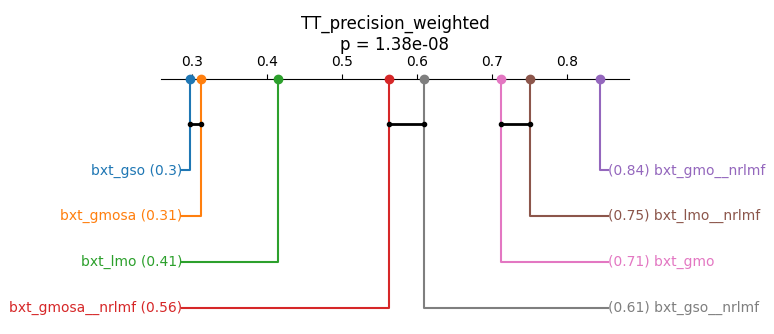 TT_precision_weighted
p = 1.38e-08
0.3 0.4 0.5 0.6 0.7 0.8
bxt_gso (0.3)
(0.84) bxt_gmo__nrlmf
bxt_gmosa (0.31)
(0.75) bxt_lmo__nrlmf
bxt_lmo (0.41)
(0.71) bxt_gmo
bxt_gmosa__nrlmf (0.56)
(0.61) bxt_gso__nrlmf